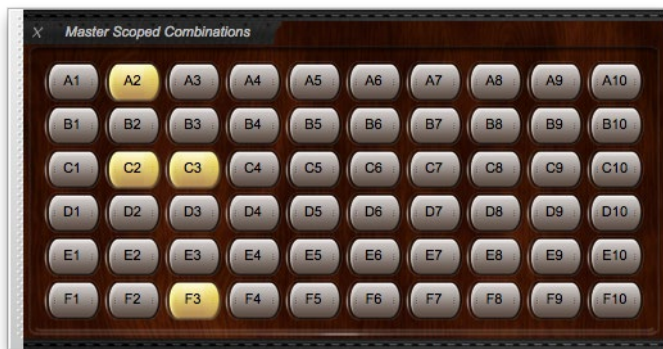 X Master Scoped Combinations
A1 A2 A3 A4 A5 A6 A7 A8 A9 A10
B1 B2 B3 B4 B5 B6 B7 B8 B9 B10
C1 C2 C3 C4 C5 C6 C7 C8 C9 C10
D1 D2 D3 D4 D5 D6 D7 D8 D9 D10
E1 E2 E3 E4 E5 E6 E7 E8 E9 E10
F1 F2 F3 F4 F5 F6 F7 F8 F9 F10